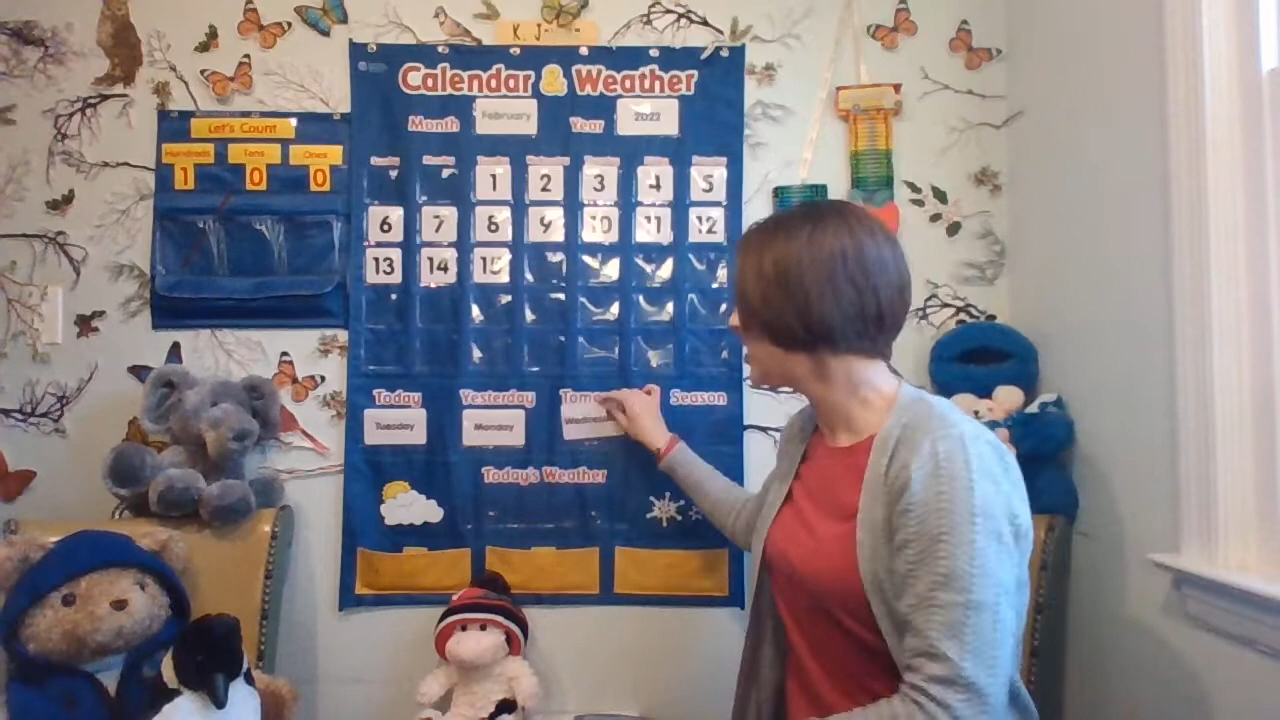 K. J
Calendar & Weather
Month February Year 2022
Let's Count
Hundreds Tens Ones
1 0 0
1 2 3 4 5
6 7 8 9 10 11 12
13 14 15
Today Yesterday Season
Tuesday Monday
Today's Weather